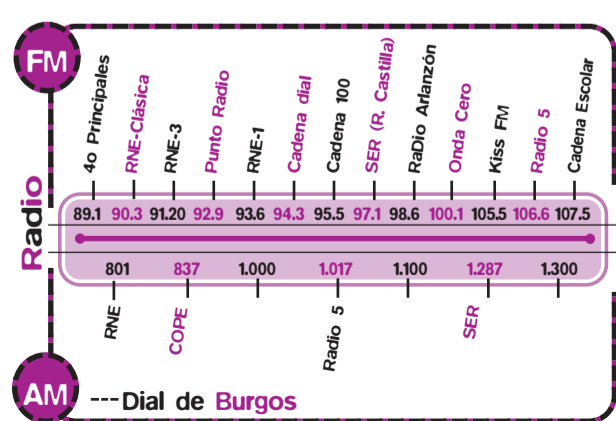 FM
4o Principales
RNE-Clásica
RNE-3
Punto Radio
RNE-1
Cadena dial
Cadena 100
SER (R. Castilla)
RaDio Arlanzón
Onda Cero
Kiss FM
Radio 5
Cadena Escolar
Radio
89.1 90.3 91.20 92.9 93.6 94.3 95.5 97.1 98.6 100.1 105.5 106.6 107.5
801 837 1.000 1.017 1.100 1.287 1.300
RNE
COPE
Radio 5
SER
AM
---Dial de Burgos